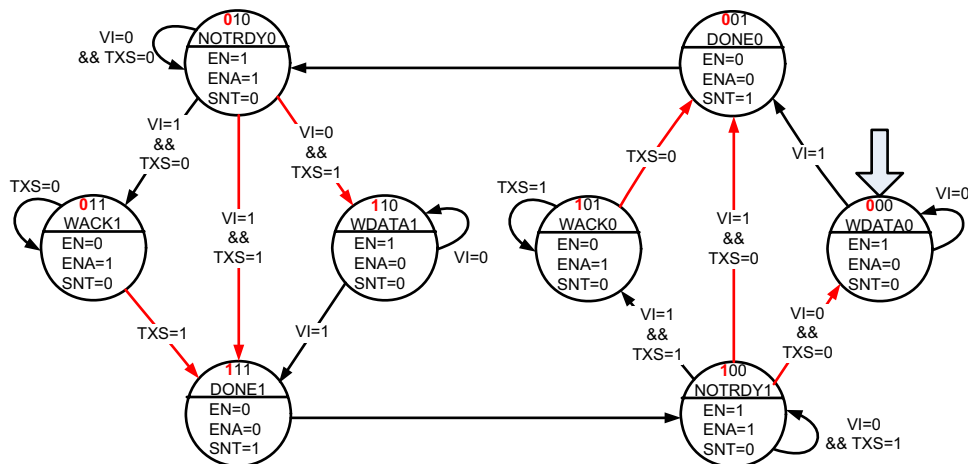 010
NOTRDY0
EN=1
ENA=1
SNT=0
VI=0
&& TXS=0
001
DONE0
EN=0
ENA=0
SNT=1
VI=1
&&
TXS=0
VI=0
&&
TXS=1
VI=1
&&
TXS=1
TXS=0
011
WACK1
EN=0
ENA=1
SNT=0
110
WDATA1
EN=1
ENA=0
SNT=0
VI=0
TXS=1
101
WACK0
EN=0
ENA=1
SNT=0
TXS=0
VI=1
&&
TXS=0
VI=1
000
WDATA0
EN=1
ENA=0
SNT=0
VI=0
TXS=1
VI=1
VI=1
&&
TXS=1
VI=0
&&
TXS=0
111
DONE1
EN=0
ENA=0
SNT=1
100
NOTRDY1
EN=1
ENA=1
SNT=0
VI=0
&& TXS=1